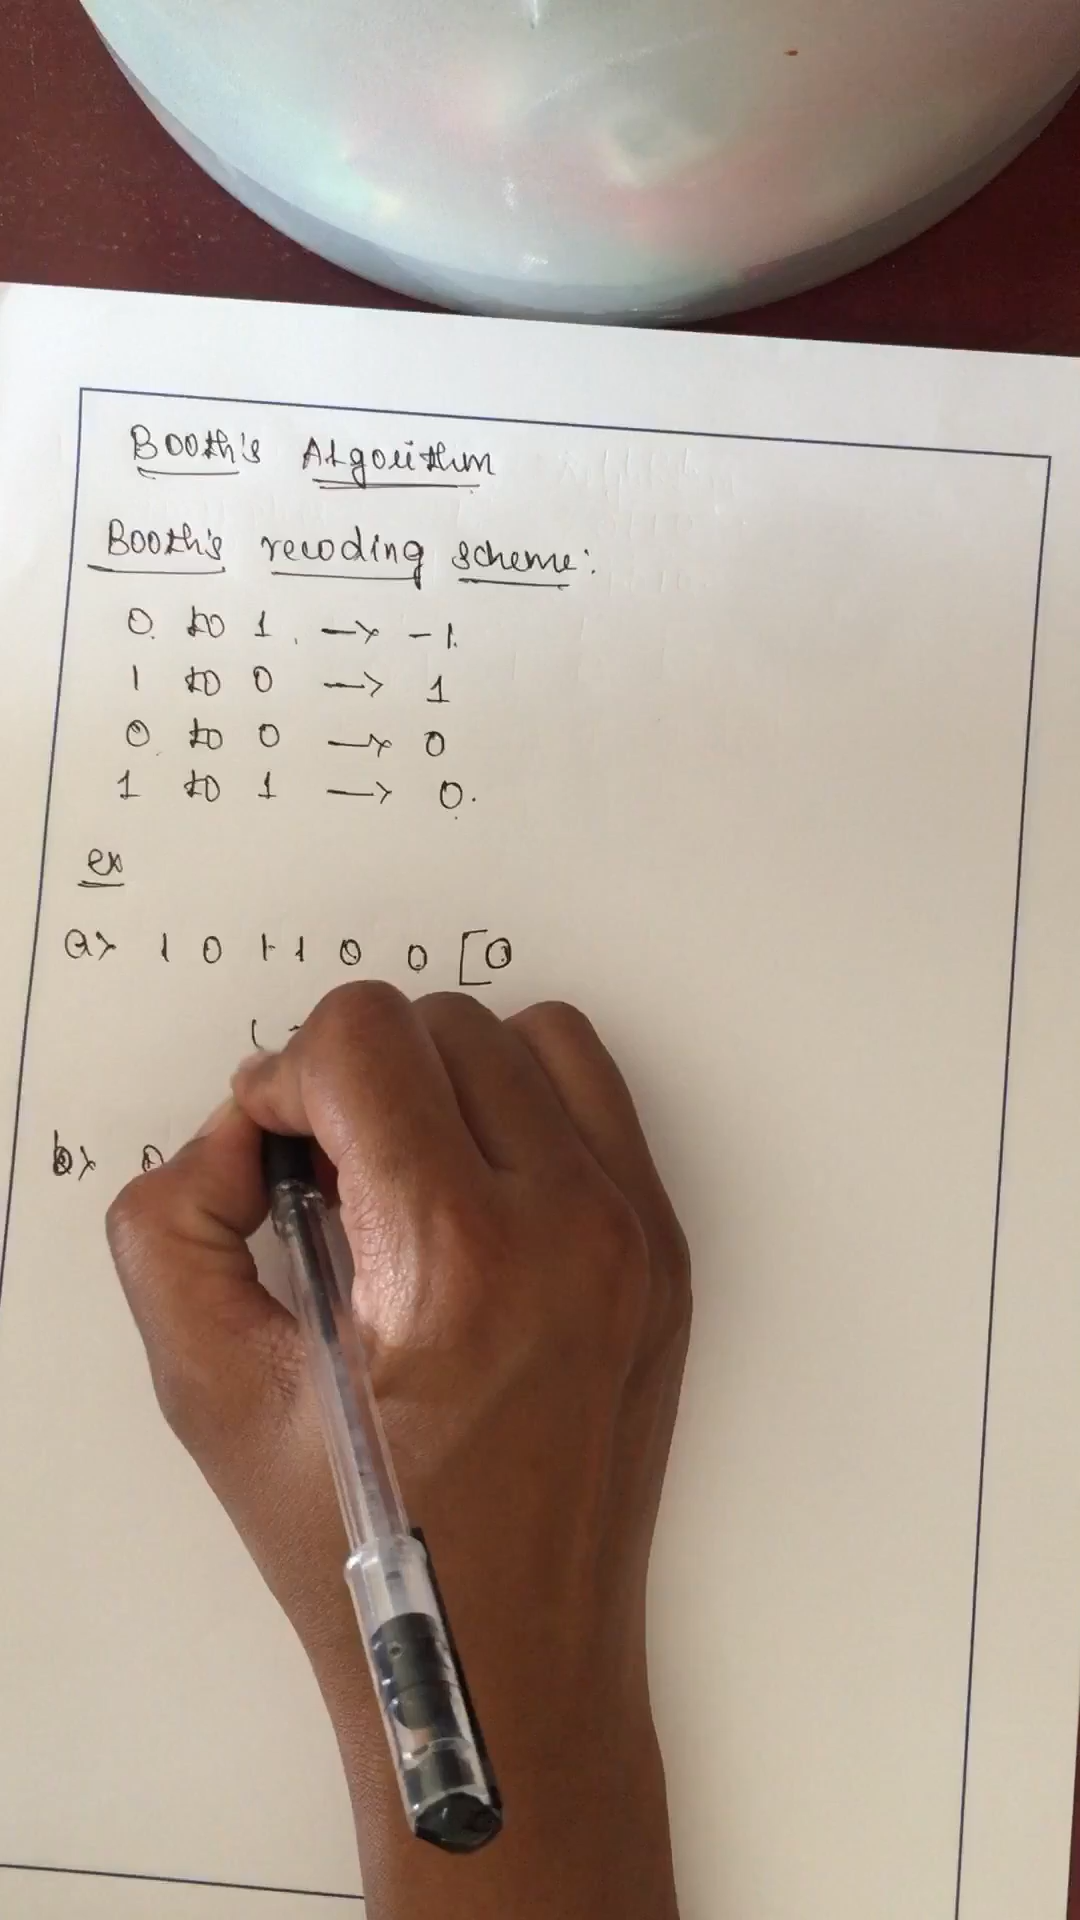 Booth's Algorithm
Booth's recoding scheme:
0 to 1 → -1
1 to 0 → 1
0 to 0 → 0
1 to 1 → 0.
ex
a> 1 0 1 1 0 0 [0
b> 0